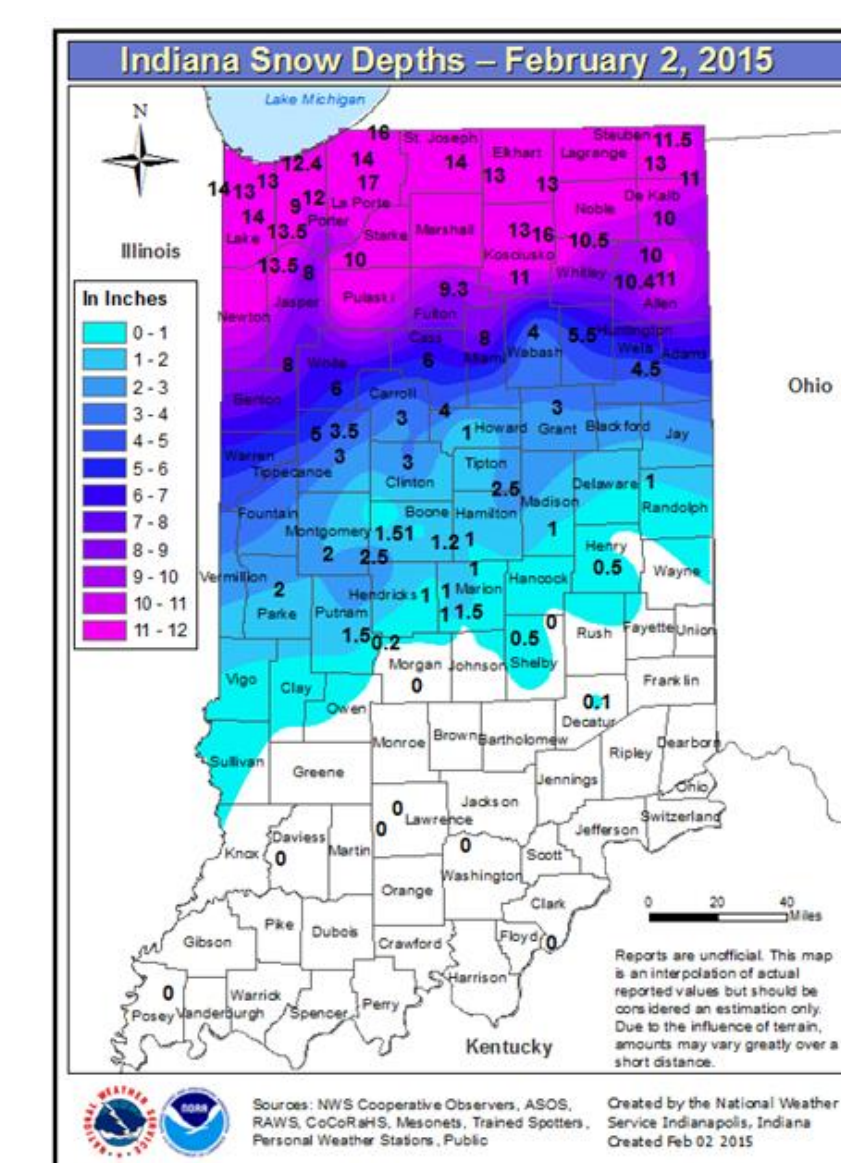 Indiana Snow Depths – February 2, 2015
Lake Michigan
N
16
St. Joseph
Steuben
11.5
12.4
14
14
Elkhart
Lagrange
13
14
13
13
17
13
13
11
9
12
La Porte
De Kalb
14
Porter
Noble
10
Lake
13.5
Starke
Marshall
13
16
10.5
Illinois
Kosciusko
10
13.5
8
10
11
Whitley
10.4
11
Jasper
Pulaski
9.3
Allen
Newton
Fulton
In Inches
0 - 1
1 - 2
2 - 3
3 - 4
4 - 5
5 - 6
6 - 7
7 - 8
8 - 9
9 - 10
10 - 11
11 - 12
Cass
8
4
5.5
Huntington
Miami
Wabash
Wells
Adams
8
White
6
4.5
Ohio
Benton
6
Carroll
3
4
3
5
3.5
1
Howard
Grant
Blackford
Jay
Warren
3
3
Tipton
Tippecanoe
Clinton
2.5
Delaware
1
Madison
Randolph
Fountain
Boone
Hamilton
Montgomery
1.51
1.2
1
1
2
2.5
Henry
Vermillion
1
Hancock
0.5
Wayne
2
Hendricks
1
1
Marion
Parke
Putnam
1
1.5
0
1.5
0.2
0.5
Rush
Fayette
Union
Morgan
Johnson
Shelby
Vigo
Clay
0
Franklin
Owen
0.1
Decatur
Monroe
Brown
Bartholomew
Dearborn
Sullivan
Ripley
Greene
Jennings
Ohio
0
Jackson
Lawrence
Switzerland
Daviess
0
Jefferson
Knox
0
Martin
0
Scott
Washington
Orange
Clark
0 20 40
Miles
Pike
Dubois
Gibson
Crawford
Floyd
0
Harrison
0
Warrick
Perry
Posey
Vanderburgh
Spencer
Kentucky
Reports are unofficial. This map
is an interpolation of actual
reported values but should be
considered an estimation only.
Due to the influence of terrain,
amounts may vary greatly over a
short distance.
NATIONAL WEATHER SERVICE
NOAA
Sources: NWS Cooperative Observers, ASOS,
RAWS, CoCoRaHS, Mesonets, Trained Spotters,
Personal Weather Stations, Public
Created by the National Weather
Service Indianapolis, Indiana
Created Feb 02 2015